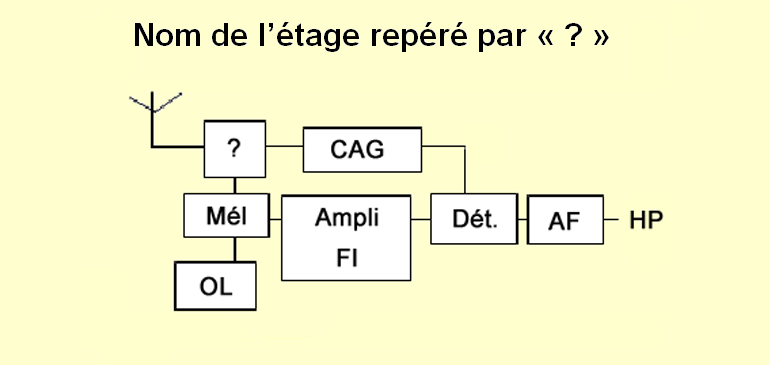 Nom de l’étage repéré par « ? »
?
CAG
Mél
Ampli
FI
Dét.
AF
HP
OL